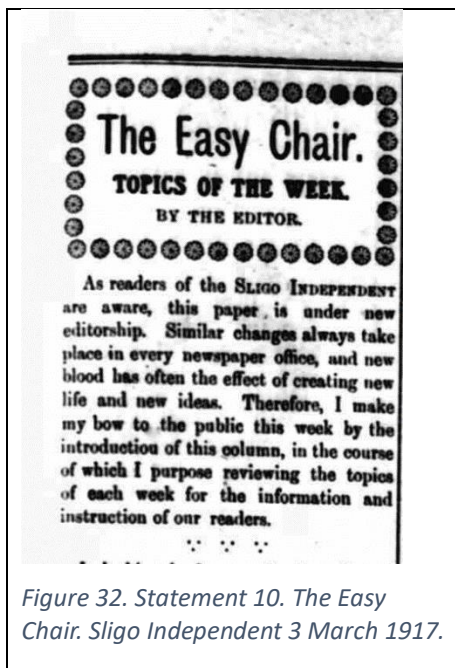 The Easy Chair.
TOPICS OF THE WEEK.
BY THE EDITOR.
As readers of the SLIGO INDEPENDENT
are aware, this paper is under new
editorship. Similar changes always take
place in every newspaper office, and new
blood has often the effect of creating new
life and new ideas. Therefore, I make
my bow to the public this week by the
introduction of this column, in the course
of which I purpose reviewing the topics
of each week for the information and
instruction of our readers.
Figure 32. Statement 10. The Easy
Chair. Sligo Independent 3 March 1917.